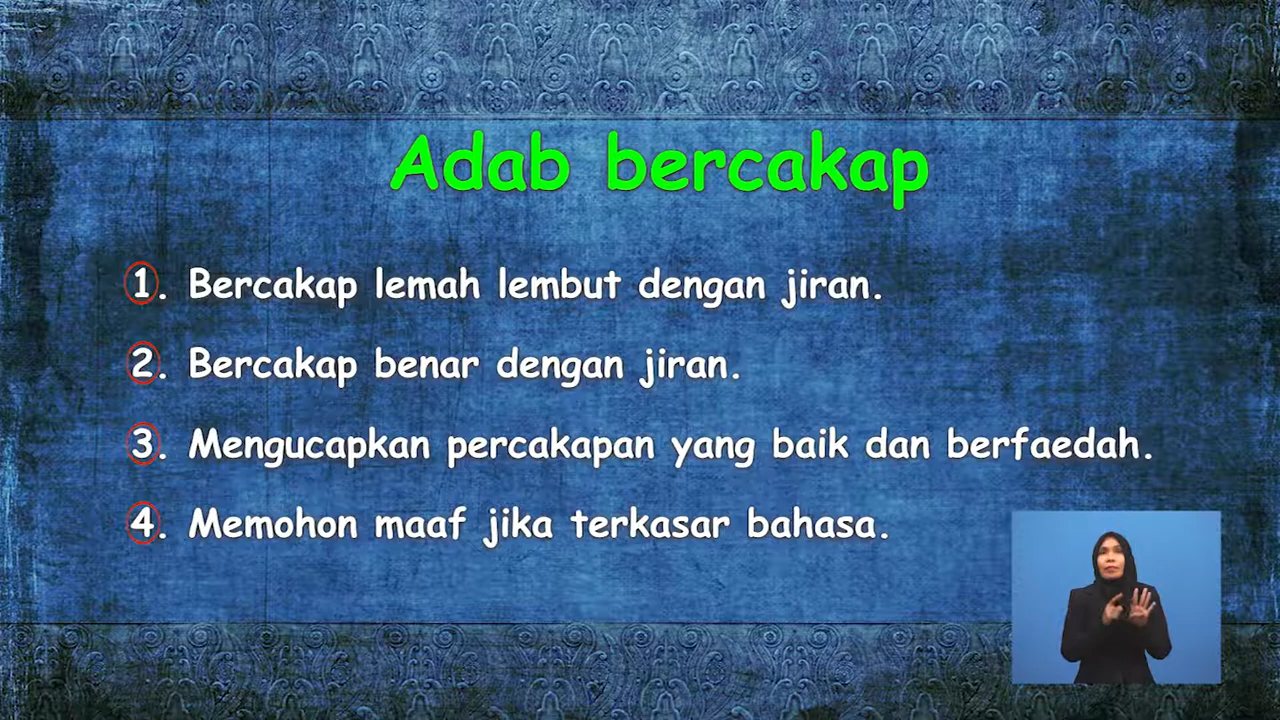 Adab bercakap
1. Bercakap lemah lembut dengan jiran.
2. Bercakap benar dengan jiran.
3. Mengucapkan percakapan yang baik dan berfaedah.
4. Memohon maaf jika terkasar bahasa.